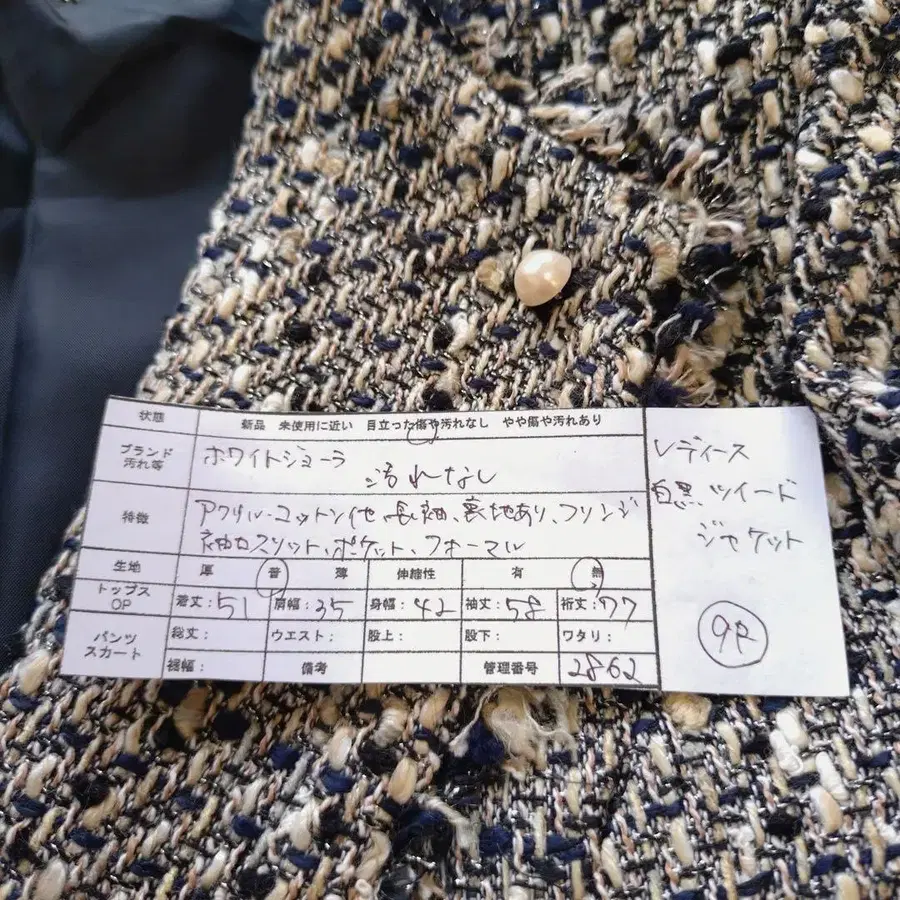 状態 新品 未使用に近い 目立った傷や汚れなし やや傷や汚れあり
ブランド 汚れ等 ホワイトジョーラ
汚れなし
特徴 アクリル・コットン他、長袖、裏地あり、フリンジ
袖口スリット、ポケット、フォーマル
生地 厚 普 薄 伸縮性 有 無
トップス OP 着丈:51 肩幅:35 身幅:42 袖丈:58 裄丈:77
パンツ スカート 総丈: ウエスト: 股上: 股下: ワタリ:
裾幅: 備考 管理番号 2862
レディース
白黒ツイード
ジャケット
9R